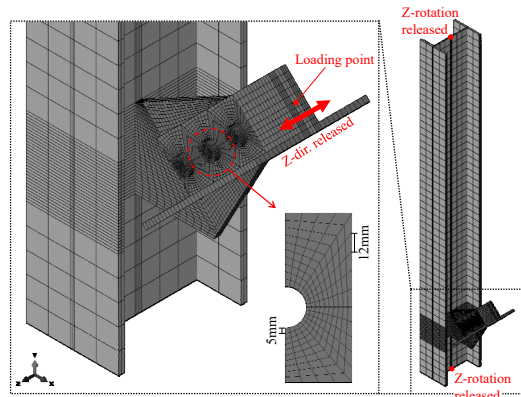 Z-rotation
released
Loading point
Z-dir. released
12mm
5mm
Y
Z
X
Z-rotation
released